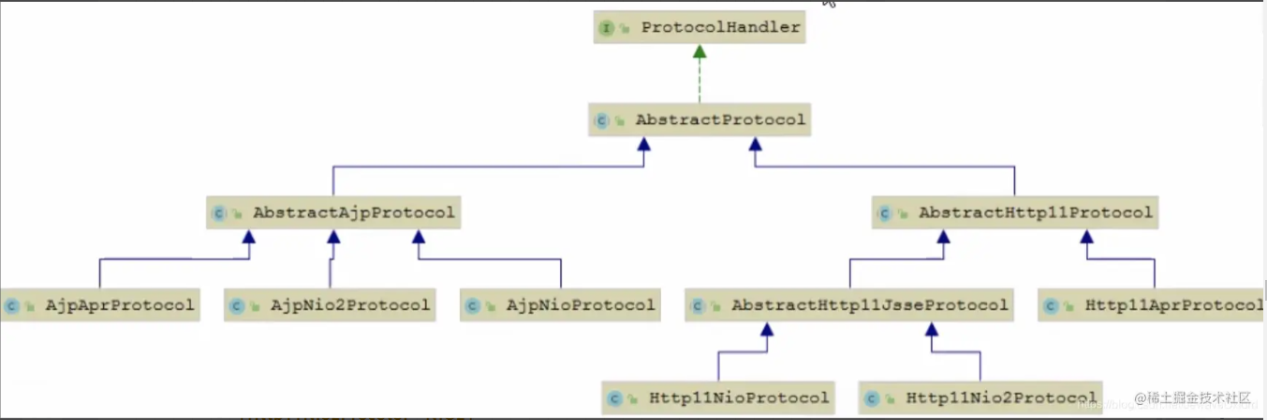 ProtocolHandler
AbstractProtocol
AbstractAjpProtocol
AbstractHttp11Protocol
AjpAprProtocol
AjpNio2Protocol
AjpNioProtocol
AbstractHttp11JsseProtocol
Http11AprProtocol
Http11NioProtocol
Http11Nio2Protocol
@稀土掘金技术社区